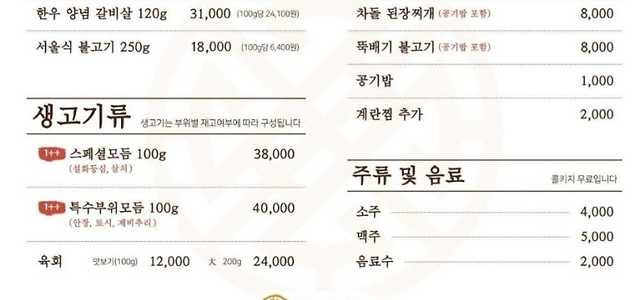 한우 양념 갈비살 120g 31,000 (100g당 24,100원)
서울식 불고기 250g 18,000 (100g당 6,400원)
생고기류 생고기는 부위별 재고여부에 따라 구성됩니다
1++ 스페셜모듬 100g 38,000
(설화등심, 살치)
1++ 특수부위모듬 100g 40,000
(안창, 토시, 제비추리)
육회 맛보기(100g) 12,000 大 200g 24,000
차돌 된장찌개 (공기밥 포함) 8,000
뚝배기 불고기 (공기밥 포함) 8,000
공기밥 1,000
계란찜 추가 2,000
주류 및 음료 콜키지 무료입니다
소주 4,000
맥주 5,000
음료수 2,000